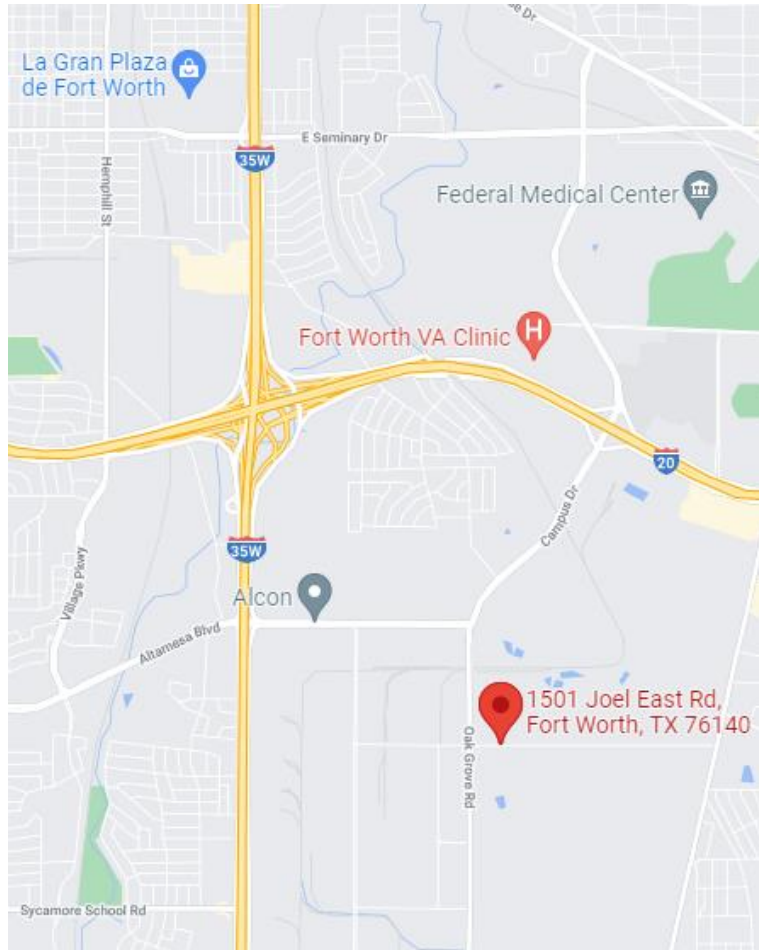 La Gran Plaza
de Fort Worth
E Seminary Dr
35W
Hemphill St
Federal Medical Center
Fort Worth VA Clinic
H
20
Campus Dr
35W
Village Pkwy
Alcon
Altamesa Blvd
1501 Joel East Rd,
Fort Worth, TX 76140
Oak Grove Rd
Sycamore School Rd